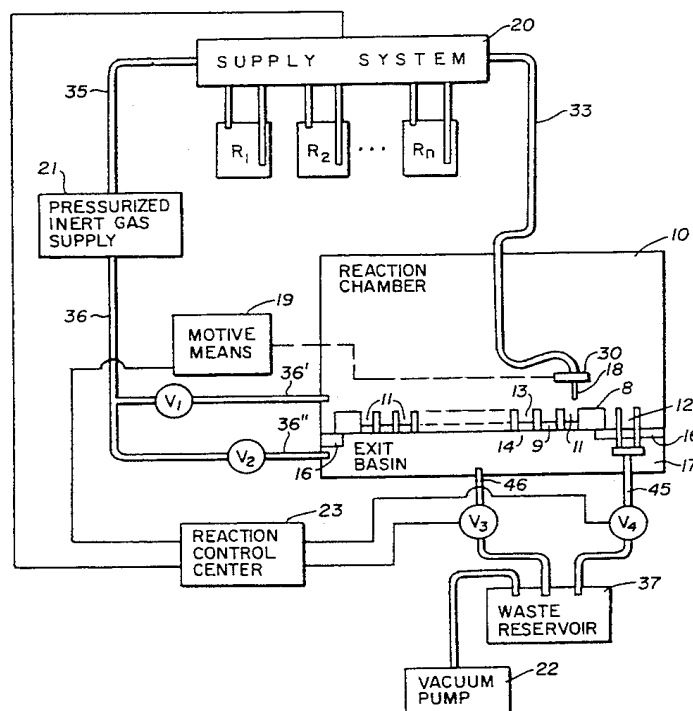 20
SUPPLY SYSTEM
35
33
R1
R2
...
Rn
21
PRESSURIZED
INERT GAS
SUPPLY
10
REACTION
CHAMBER
19
36
MOTIVE
MEANS
30
18
36'
8
13
12
V1
11
16
14
9
11
36"
EXIT
BASIN
17
V2
16
46
45
23
V3
V4
REACTION
CONTROL
CENTER
37
WASTE
RESERVOIR
VACUUM
PUMP
22